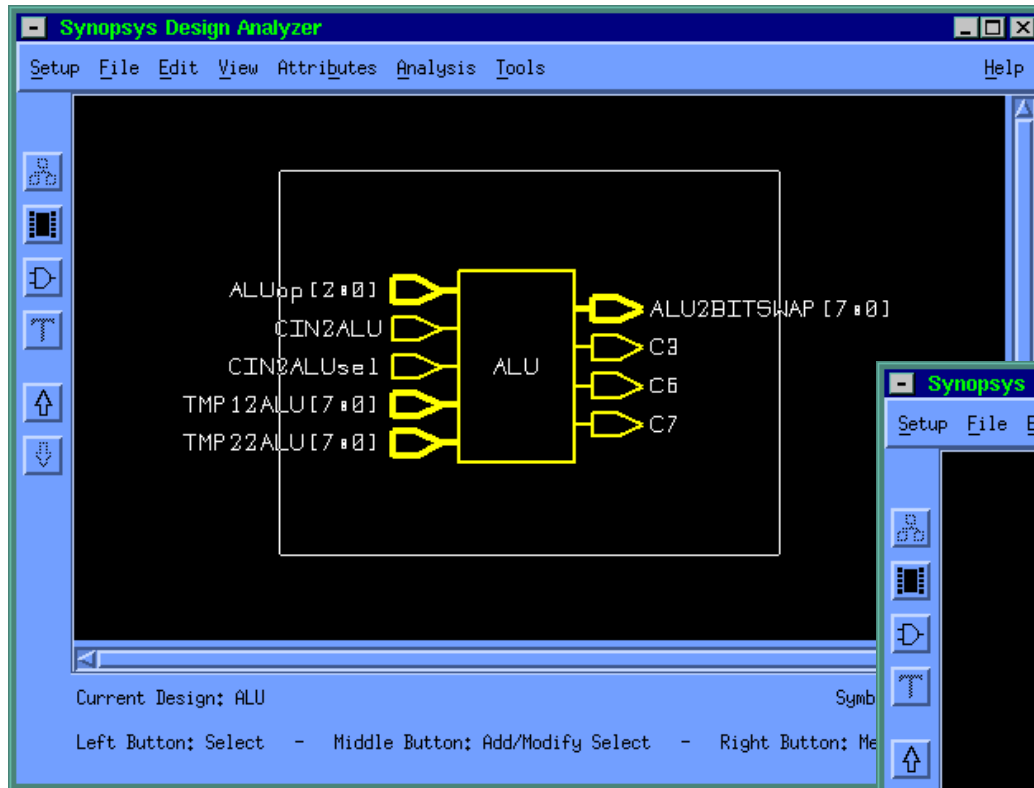 Synopsys Design Analyzer
Setup File Edit View Attributes Analysis Tools Help
ALUop[2:0]
CIN2ALU
CIN2ALUsel
TMP12ALU[7:0]
TMP22ALU[7:0]
ALU
ALU2BITSWAP[7:0]
C3
C6
C7
Current Design: ALU
Symb
Left Button: Select - Middle Button: Add/Modify Select - Right Button: Me
Synopsys
Setup File E